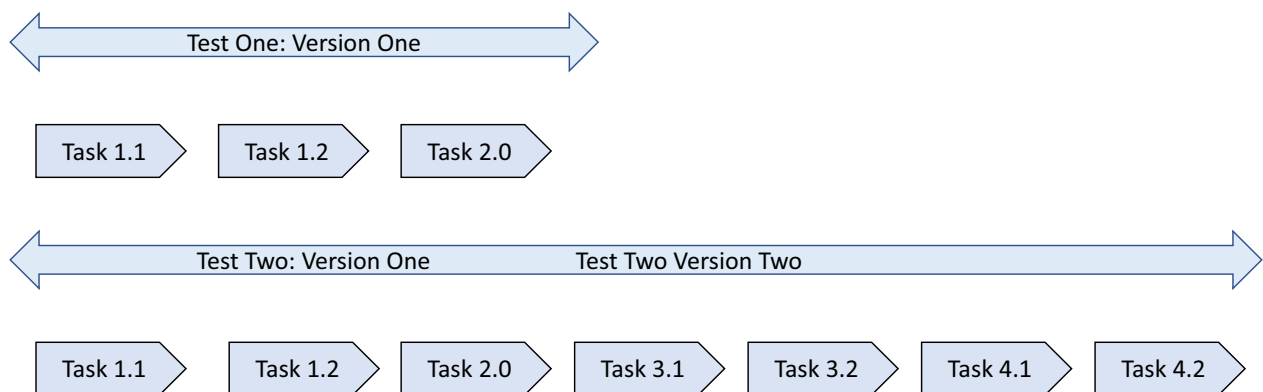 Test One: Version One
Task 1.1 Task 1.2 Task 2.0
Test Two: Version One Test Two Version Two
Task 1.1 Task 1.2 Task 2.0 Task 3.1 Task 3.2 Task 4.1 Task 4.2